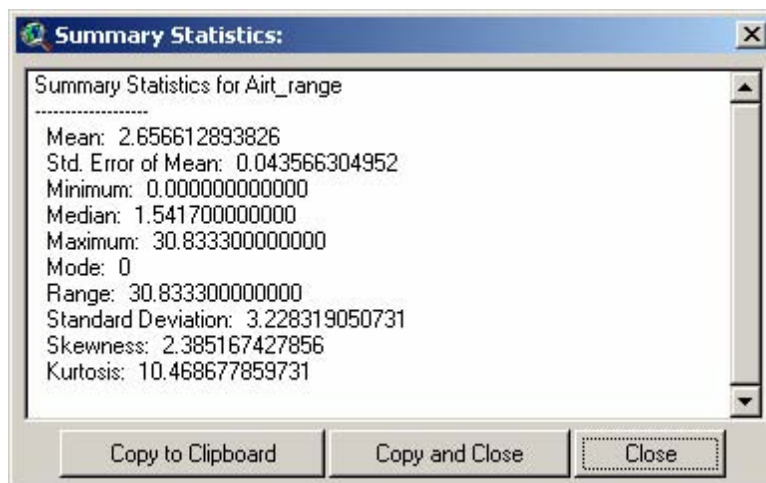 Summary Statistics:
Summary Statistics for Airt_range
------------------
Mean: 2.656612893826
Std. Error of Mean: 0.043566304952
Minimum: 0.000000000000
Median: 1.541700000000
Maximum: 30.833300000000
Mode: 0
Range: 30.833300000000
Standard Deviation: 3.228319050731
Skewness: 2.385167427856
Kurtosis: 10.468677859731
Copy to Clipboard Copy and Close Close